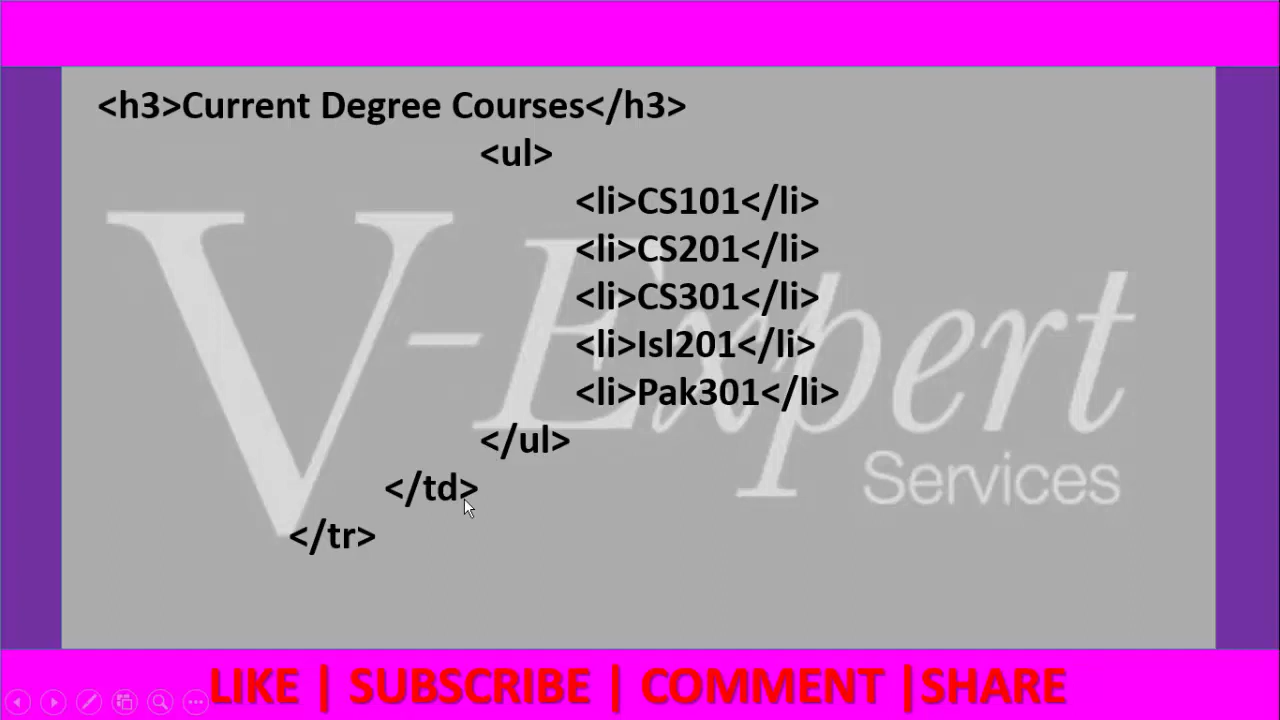 <h3>Current Degree Courses</h3>
<ul>
<li>CS101</li>
<li>CS201</li>
<li>CS301</li>
<li>Isl201</li>
<li>Pak301</li>
</ul>
</td>
</tr>
V-Expert
Services
LIKE | SUBSCRIBE | COMMENT |SHARE